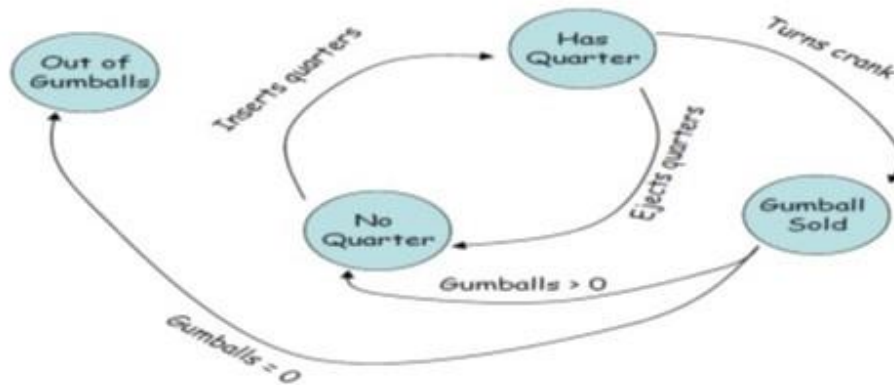 Out of
Gumballs
Inserts quarters
Has
Quarter
Turns crank
Ejects quarters
No
Quarter
Gumball
Sold
Gumballs > 0
Gumballs = 0